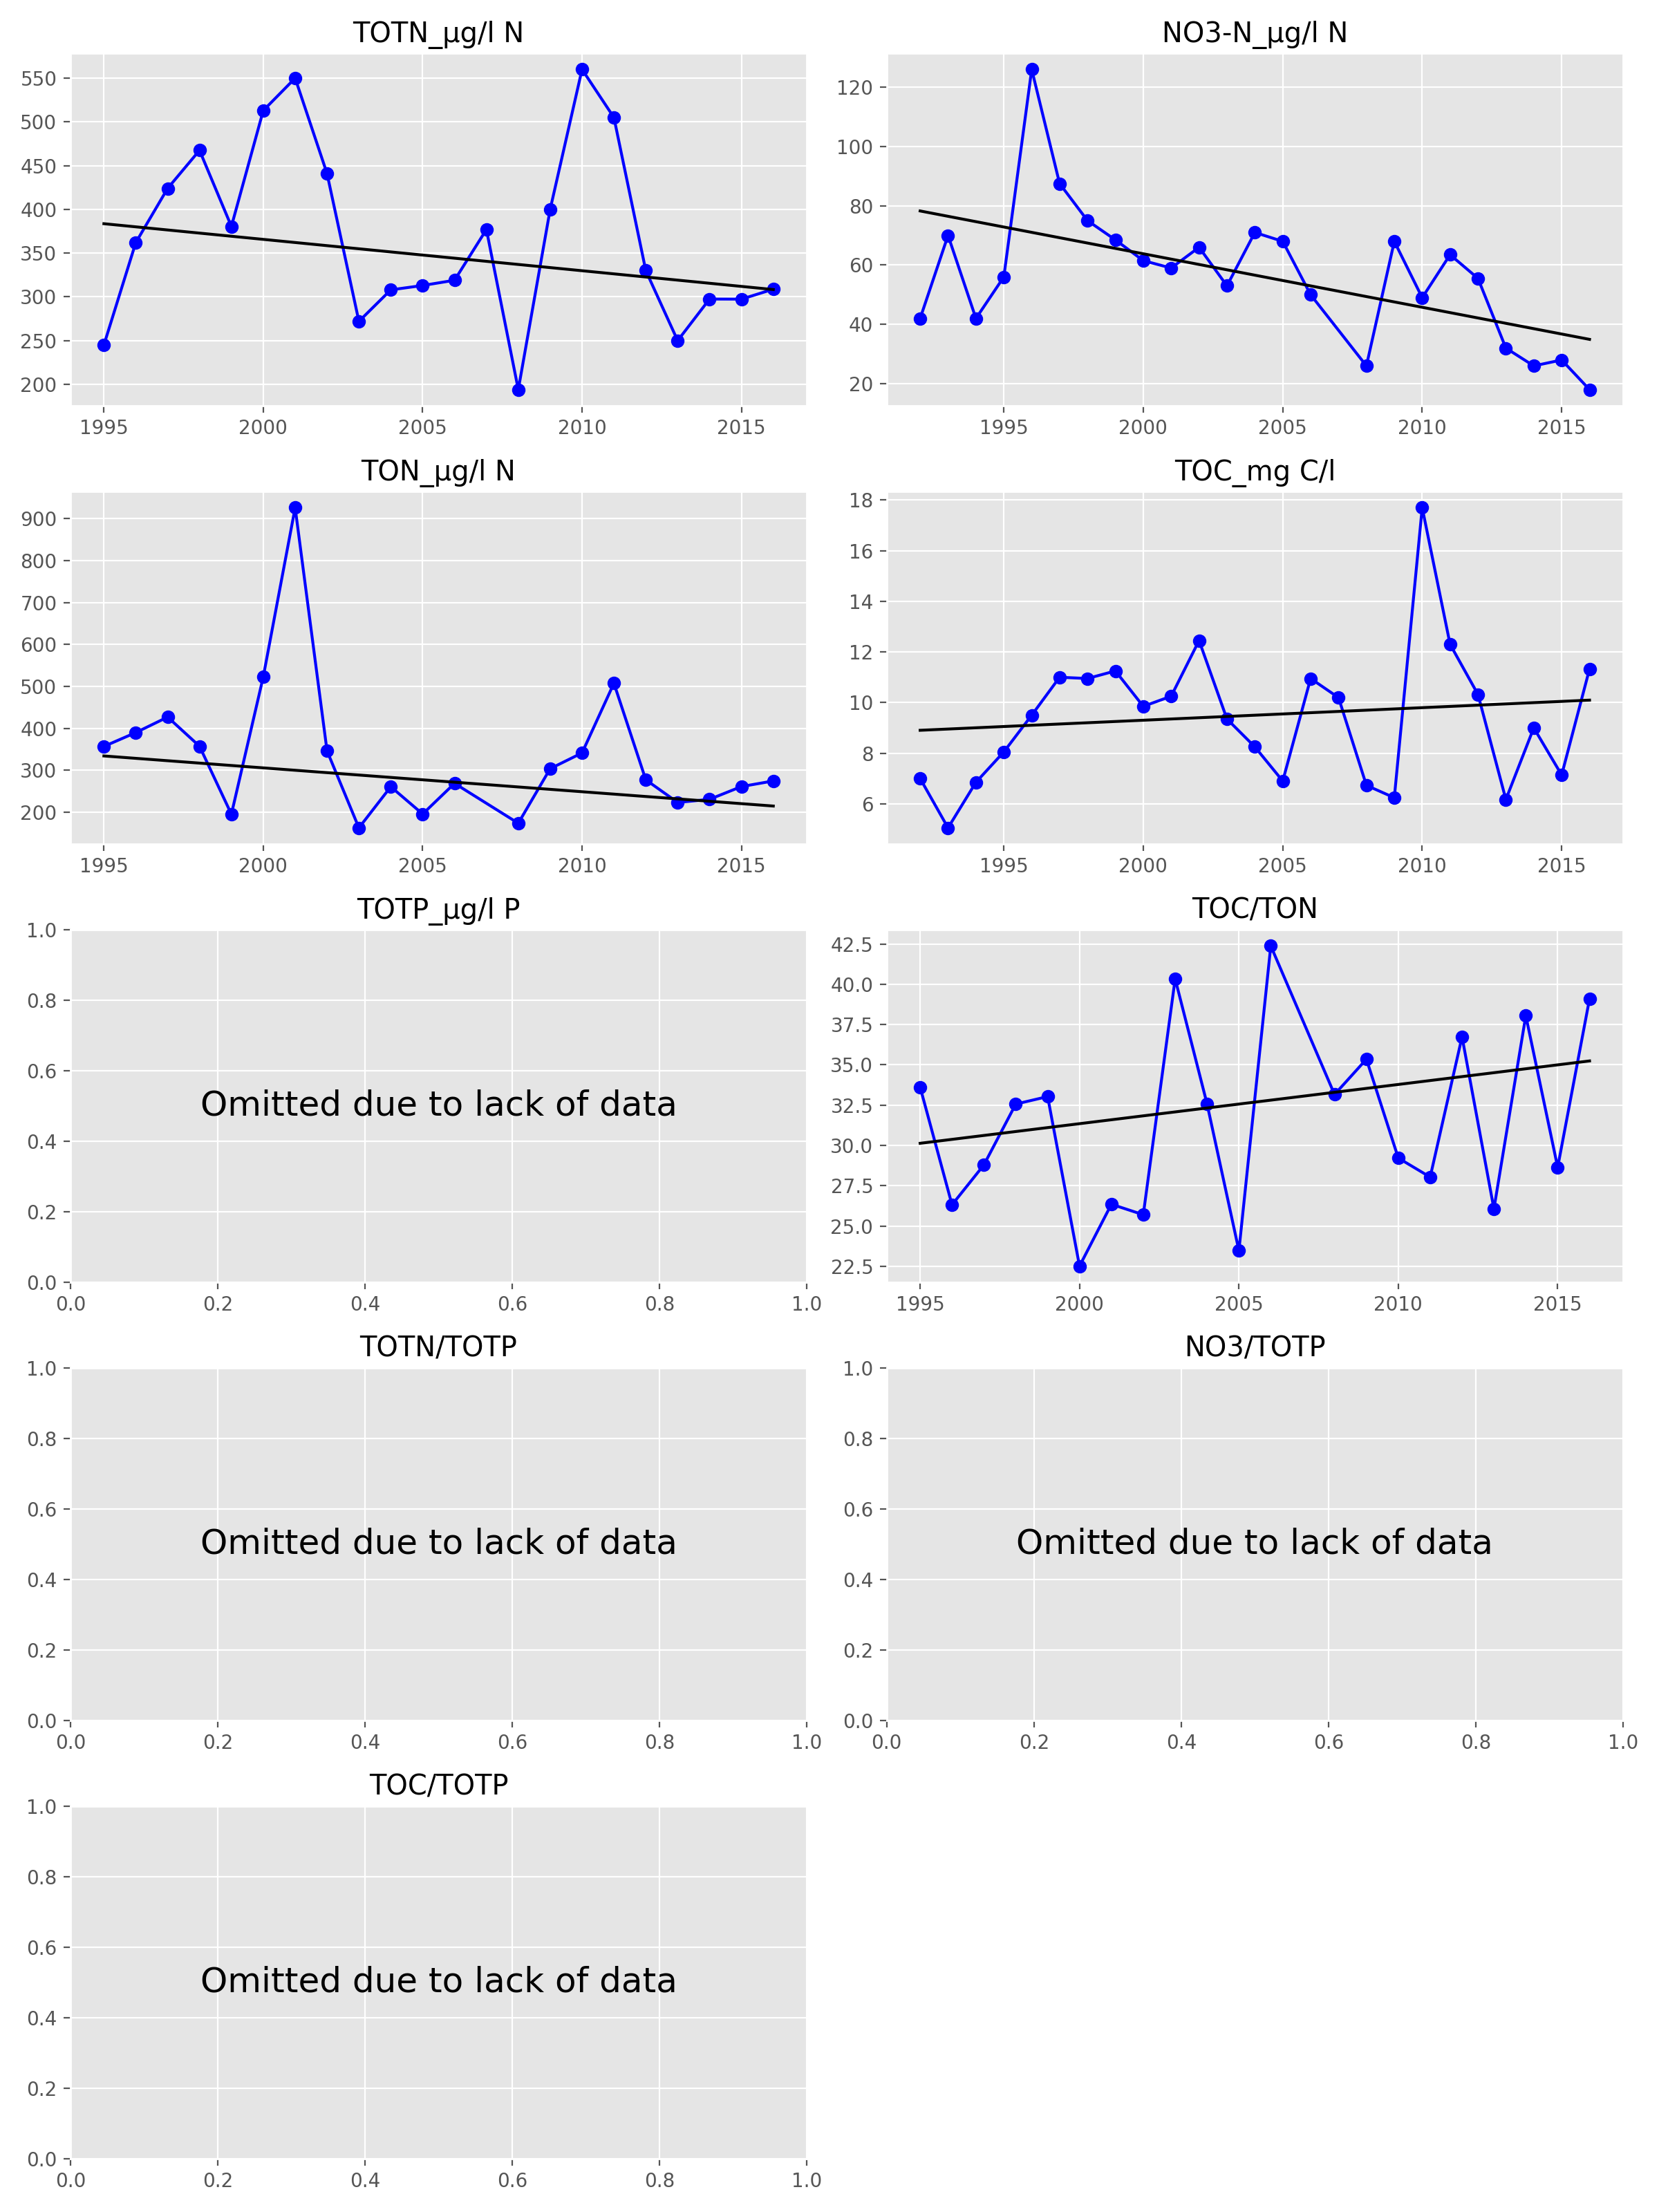 TOTN_µg/l N
550
500
450
400
350
300
250
200
1995 2000 2005 2010 2015
NO3-N_µg/l N
120
100
80
60
40
20
1995 2000 2005 2010 2015
TON_µg/l N
900
800
700
600
500
400
300
200
1995 2000 2005 2010 2015
TOC_mg C/l
18
16
14
12
10
8
6
1995 2000 2005 2010 2015
TOTP_µg/l P
1.0
0.8
0.6
Omitted due to lack of data
0.4
0.2
0.0
0.0 0.2 0.4 0.6 0.8 1.0
TOC/TON
42.5
40.0
37.5
35.0
32.5
30.0
27.5
25.0
22.5
1995 2000 2005 2010 2015
TOTN/TOTP
1.0
0.8
0.6
Omitted due to lack of data
0.4
0.2
0.0
0.0 0.2 0.4 0.6 0.8 1.0
NO3/TOTP
1.0
0.8
0.6
Omitted due to lack of data
0.4
0.2
0.0
0.0 0.2 0.4 0.6 0.8 1.0
TOC/TOTP
1.0
0.8
0.6
Omitted due to lack of data
0.4
0.2
0.0
0.0 0.2 0.4 0.6 0.8 1.0